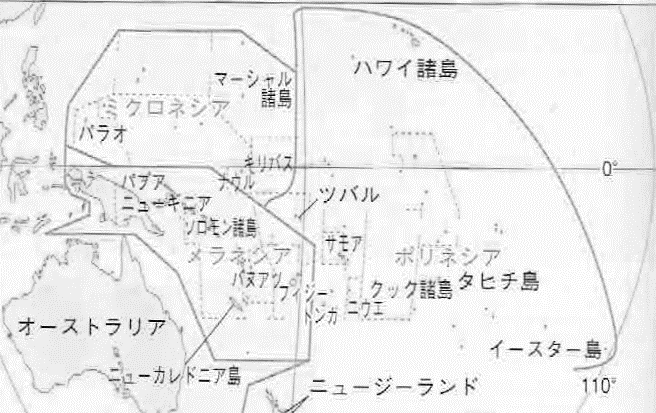 ハワイ諸島
マーシャル
諸島
ミクロネシア
パラオ
キリバス
0°
パプア
ナウル
ニューギニア
ツバル
ソロモン諸島
サモア
メラネシア
ポリネシア
バヌアツ
フィジー
クック諸島
タヒチ島
トンガ
ニウエ
オーストラリア
イースター島
ニューカレドニア島
ニュージーランド
110°